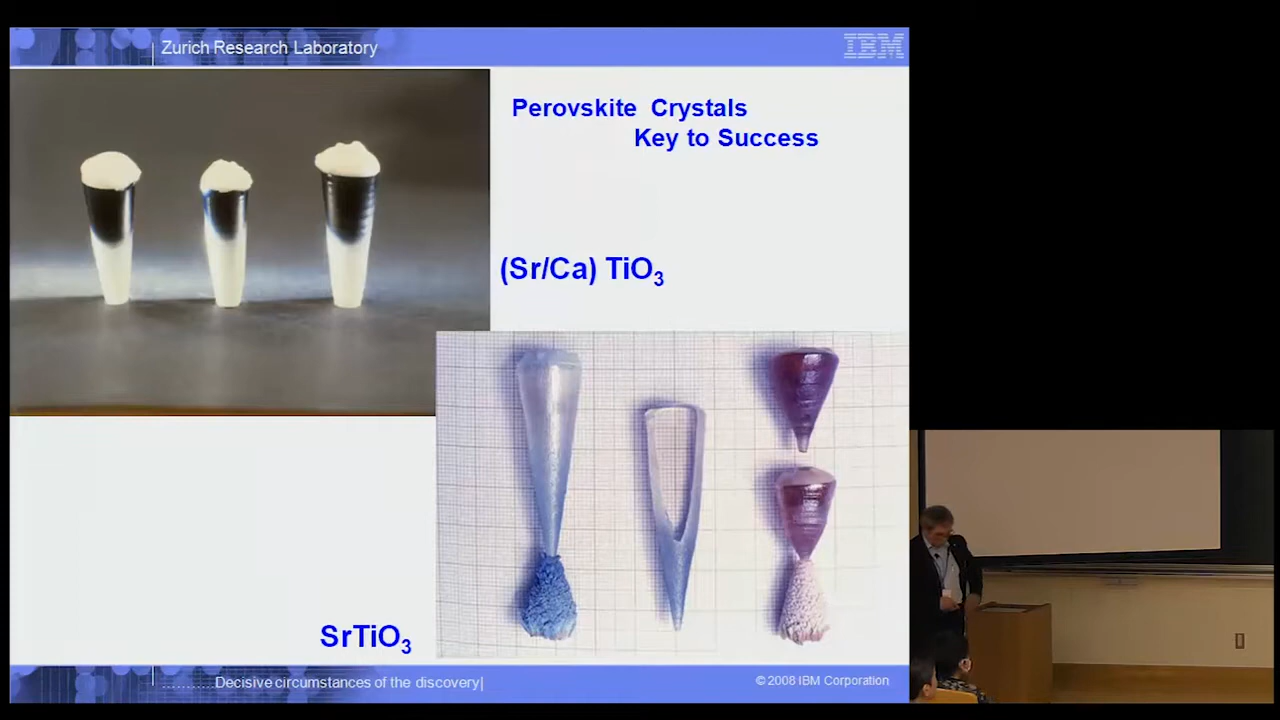 Zurich Research Laboratory
IBM
Perovskite Crystals
Key to Success
(Sr/Ca) TiO₃
SrTiO₃
..............Decisive circumstances of the discovery|
© 2008 IBM Corporation